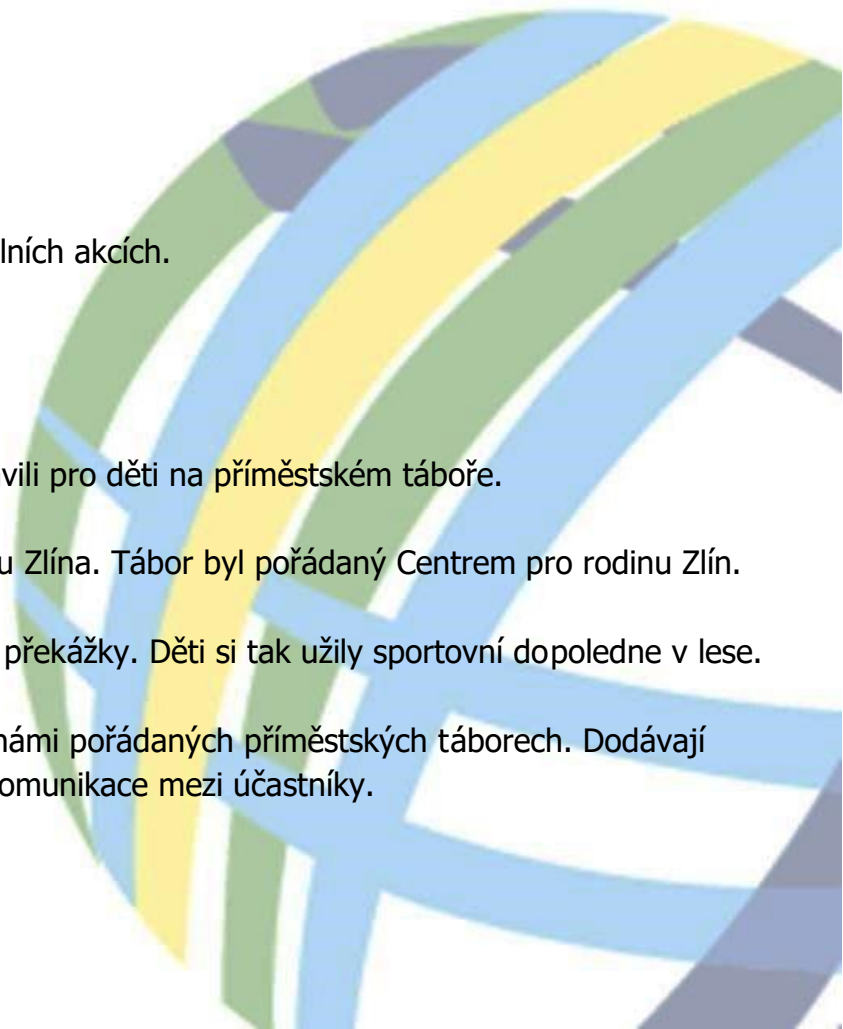 lních akcích.
vili pro děti na příměstském táboře.
u Zlína. Tábor byl pořádaný Centrem pro rodinu Zlín.
překážky. Děti si tak užily sportovní dopoledne v lese.
námi pořádaných příměstských táborech. Dodávají
omunikace mezi účastníky.